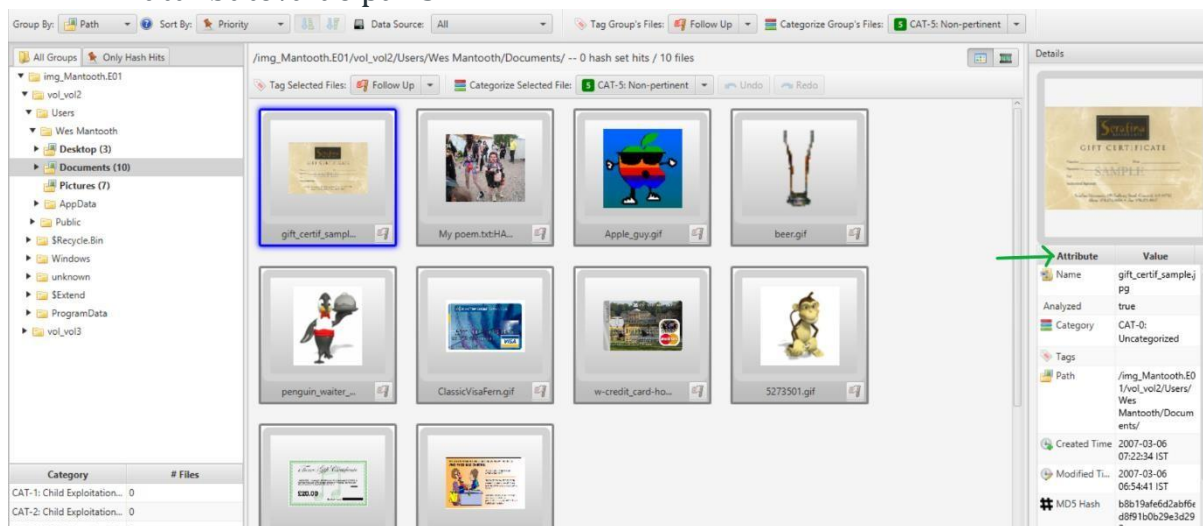 Group By: Path Sort By: Priority Data Source: All Tag Group's Files: Follow Up Categorize Group's Files: 5 CAT-5: Non-pertinent
All Groups Only Hash Hits
img_Mantooth.E01
vol_vol2
Users
Wes Mantooth
Desktop (3)
Documents (10)
Pictures (7)
AppData
Public
$Recycle.Bin
Windows
unknown
$Extend
ProgramData
vol_vol3
Category # Files
CAT-1: Child Exploitation... 0
CAT-2: Child Exploitation... 0
/img_Mantooth.E01/vol_vol2/Users/Wes Mantooth/Documents/ -- 0 hash set hits / 10 files
Tag Selected Files: Follow Up Categorize Selected File: 5 CAT-5: Non-pertinent Undo Redo
gift_certif_sampl... My poem.txt:HA... Apple_guy.gif beer.gif
penguin_waiter_... ClassicVisaFern.gif w-credit_card-ho... 5273501.gif
VISA
$20.00
Details
Serafina
GIFT CERTIFICATE
SAMPLE
Attribute Value
Name gift_certif_sample.j
pg
Analyzed true
Category CAT-0:
Uncategorized
Tags
Path /img_Mantooth.E0
1/vol_vol2/Users/
Wes
Mantooth/Docum
ents/
Created Time 2007-03-06
07:22:34 IST
Modified Ti... 2007-03-06
06:54:41 IST
MD5 Hash b8b19afe6d2abf6e
d8f91b0b29e3d29